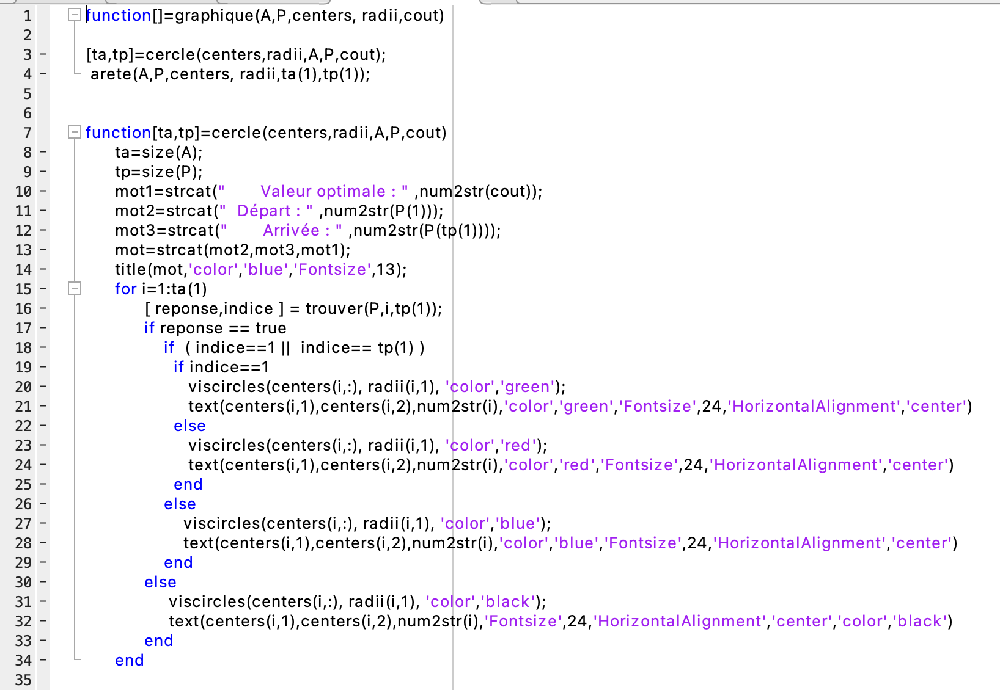 1 function[]=graphique(A,P,centers, radii,cout)
2
3 - [ta,tp]=cercle(centers,radii,A,P,cout);
4 - arete(A,P,centers, radii,ta(1),tp(1));
5
6
7 function[ta,tp]=cercle(centers,radii,A,P,cout)
8 - ta=size(A);
9 - tp=size(P);
10 - mot1=strcat("       Valeur optimale : " ,num2str(cout));
11 - mot2=strcat("  Départ : " ,num2str(P(1)));
12 - mot3=strcat("       Arrivée : " ,num2str(P(tp(1))));
13 - mot=strcat(mot2,mot3,mot1);
14 - title(mot,'color','blue','Fontsize',13);
15 - for i=1:ta(1)
16 - [ reponse,indice ] = trouver(P,i,tp(1));
17 - if reponse == true
18 - if  ( indice==1 ||  indice== tp(1) )
19 - if indice==1
20 - viscircles(centers(i,:), radii(i,1), 'color','green');
21 - text(centers(i,1),centers(i,2),num2str(i),'color','green','Fontsize',24,'HorizontalAlignment','center')
22 - else
23 - viscircles(centers(i,:), radii(i,1), 'color','red');
24 - text(centers(i,1),centers(i,2),num2str(i),'color','red','Fontsize',24,'HorizontalAlignment','center')
25 - end
26 - else
27 - viscircles(centers(i,:), radii(i,1), 'color','blue');
28 - text(centers(i,1),centers(i,2),num2str(i),'color','blue','Fontsize',24,'HorizontalAlignment','center')
29 - end
30 - else
31 - viscircles(centers(i,:), radii(i,1), 'color','black');
32 - text(centers(i,1),centers(i,2),num2str(i),'Fontsize',24,'HorizontalAlignment','center','color','black')
33 - end
34 - end
35